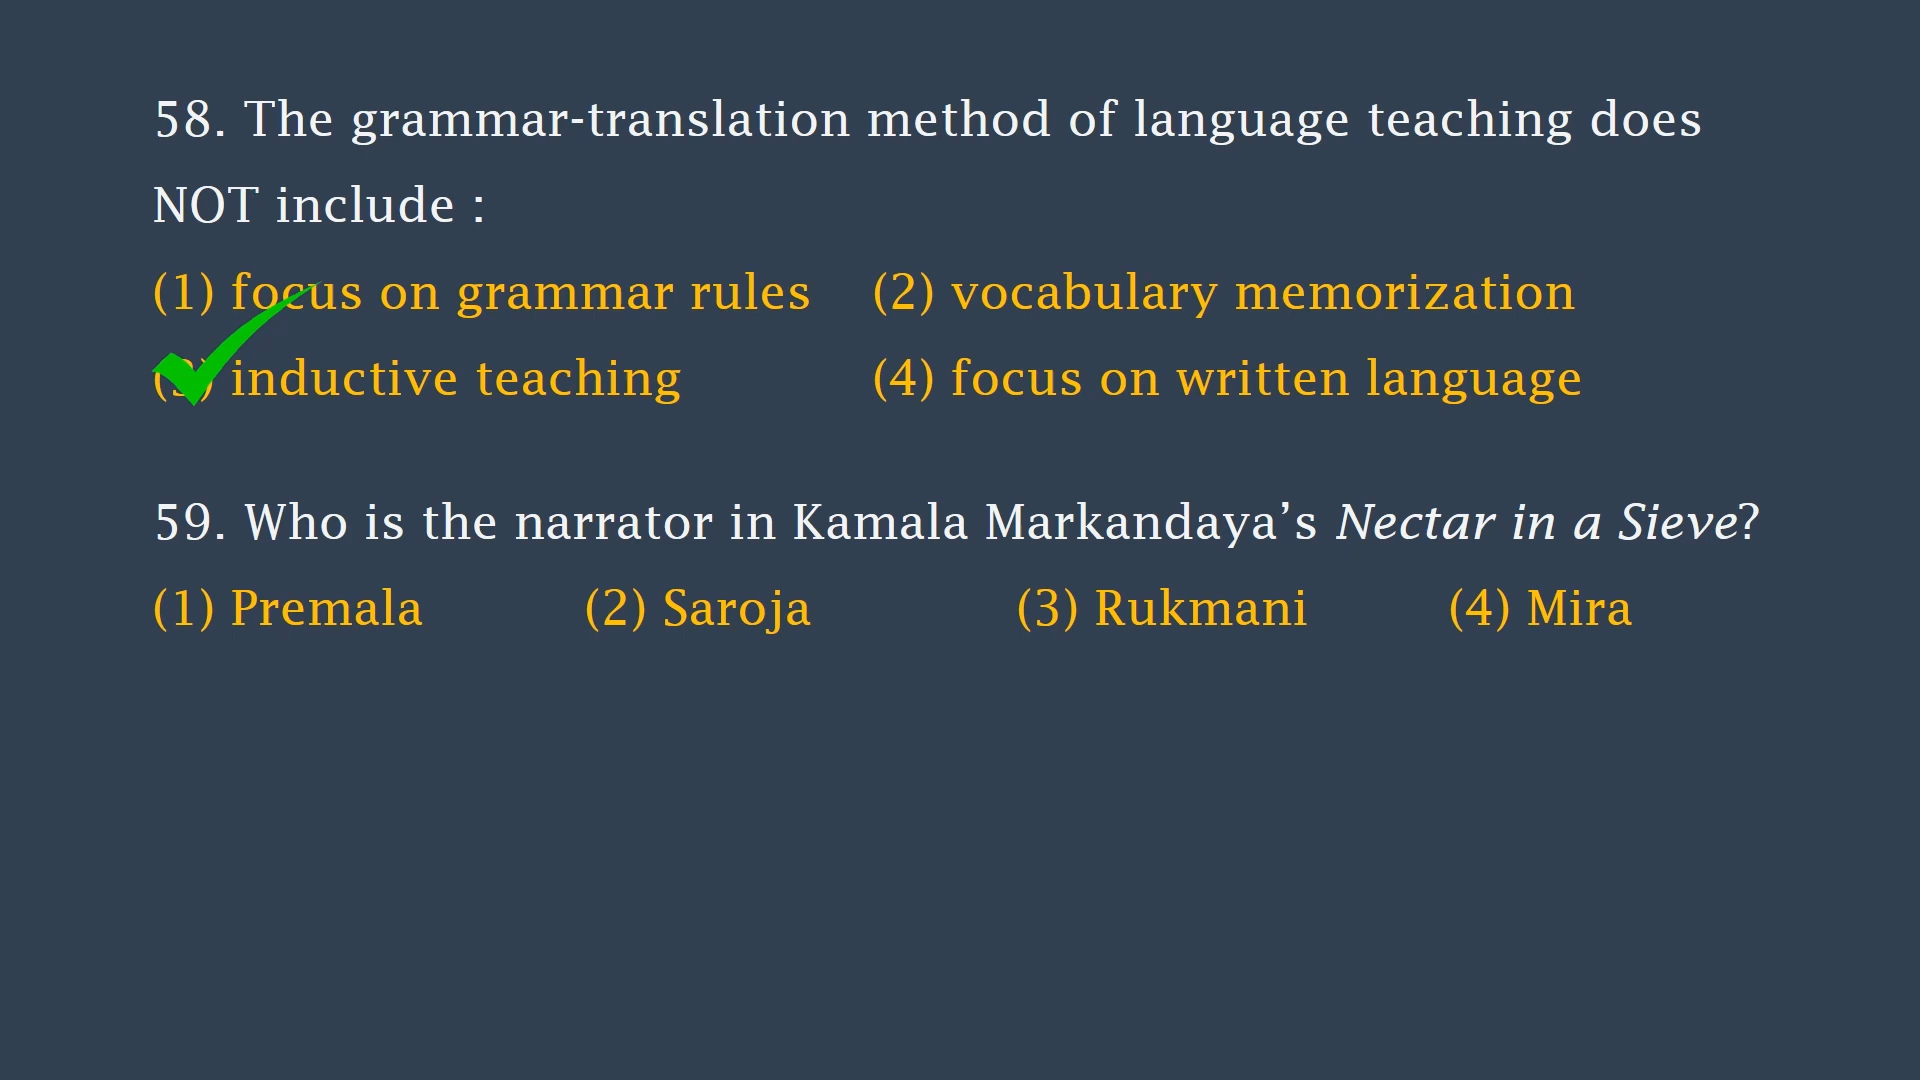 58. The grammar-translation method of language teaching does
NOT include :
(1) focus on grammar rules (2) vocabulary memorization
(3) inductive teaching (4) focus on written language
59. Who is the narrator in Kamala Markandaya’s Nectar in a Sieve?
(1) Premala (2) Saroja (3) Rukmani (4) Mira